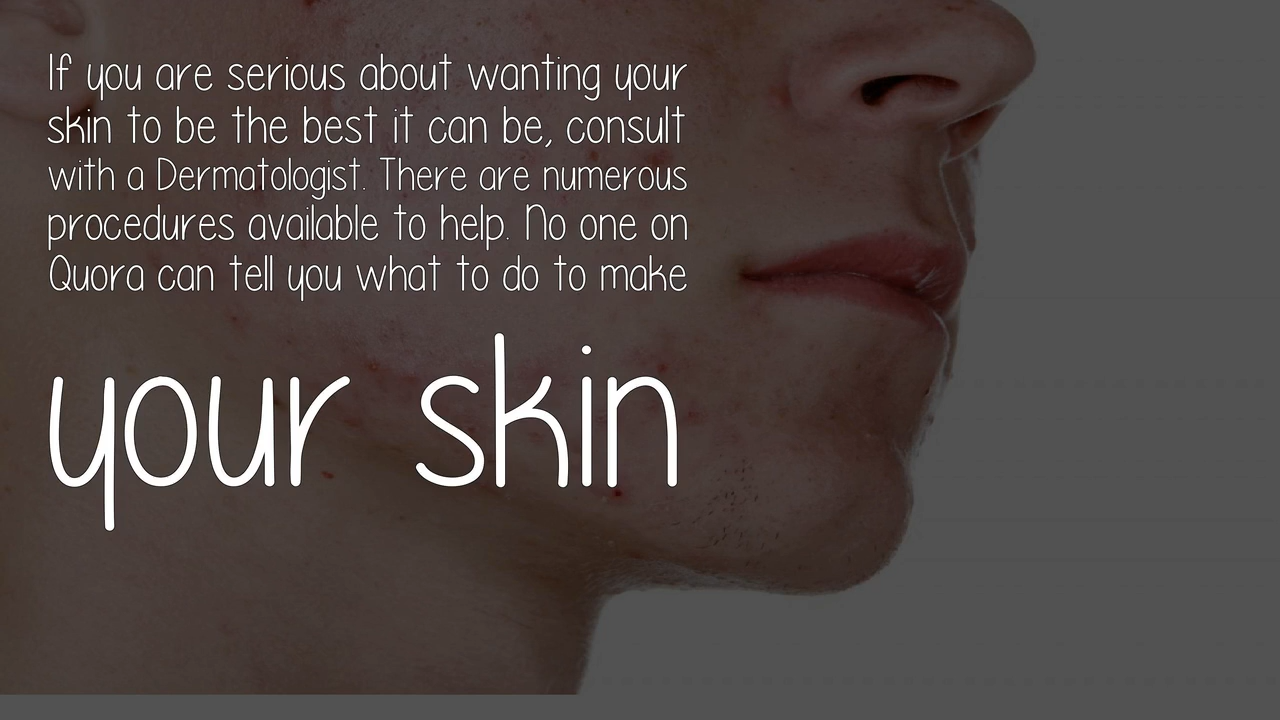 If you are serious about wanting your
skin to be the best it can be, consult
with a Dermatologist. There are numerous
procedures available to help. No one on
Quora can tell you what to do to make
your skin